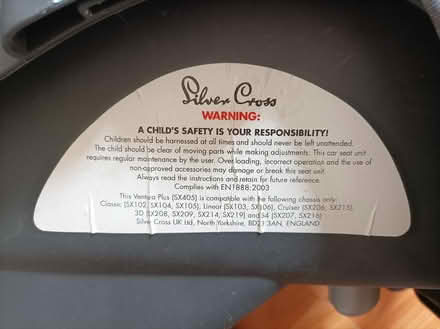 Silver Cross
WARNING:
A CHILD'S SAFETY IS YOUR RESPONSIBILITY!
Children should be harnessed at all times and should never be left unattended.
The child should be clear of moving parts while making adjustments. This car seat unit
requires regular maintenance by the user. Over loading, incorrect operation and the use of
non-approved accessories may damage or break this seat unit.
Always read the instructions and retain for future reference.
Complies with EN1888:2003
This Ventura Plus (SX405) is compatible with the following chassis only:
Classic (SX102, SX104, SX105), Linear (SX103, SX106), Cruiser (SX206, SX215),
3D (SX208, SX209, SX214, SX219) and S4 (SX207, SX216)
Silver Cross UK Ltd, North Yorkshire, BD23 3AN, ENGLAND